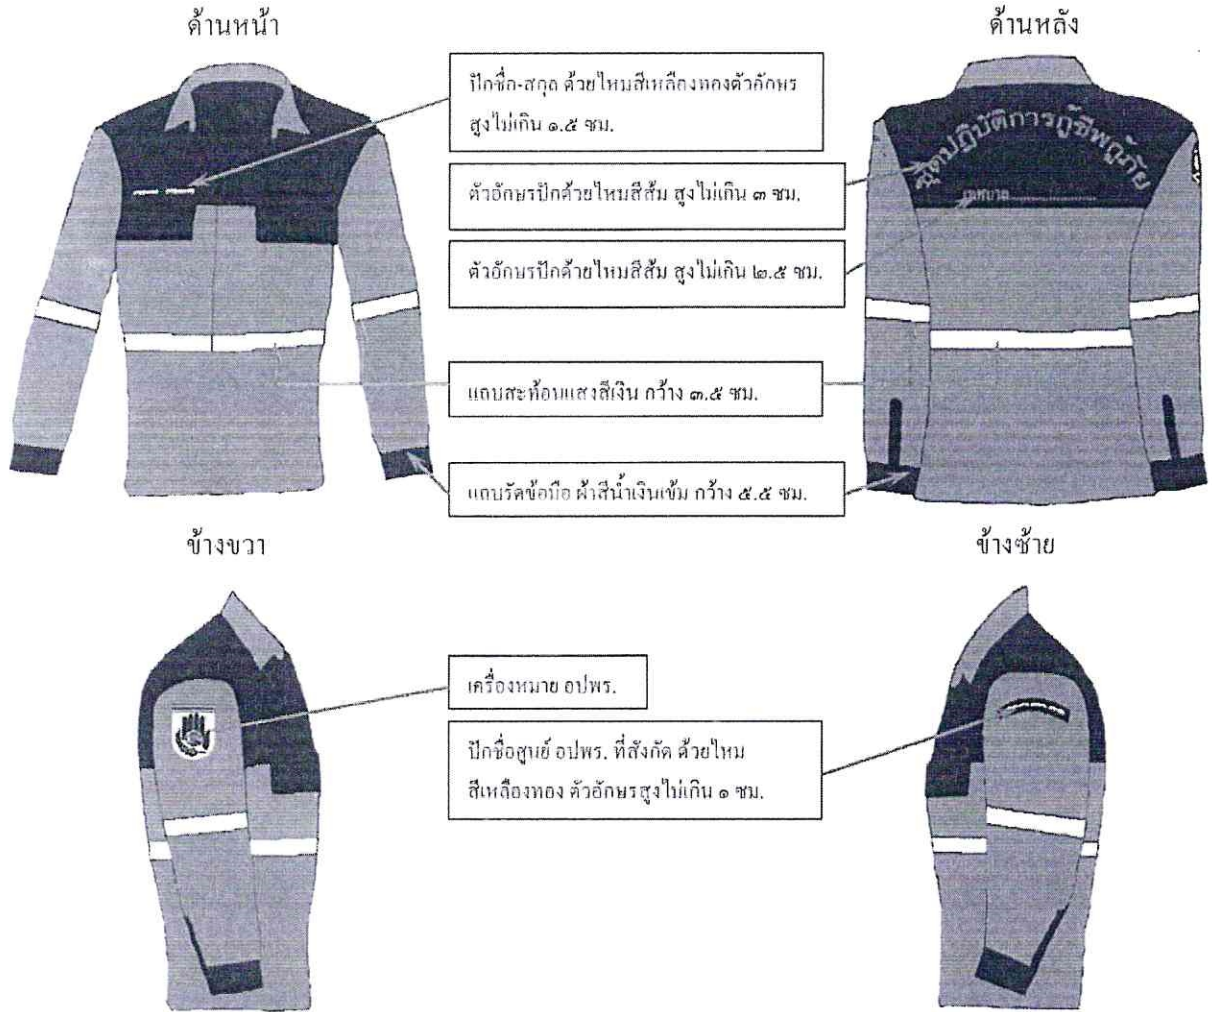 ด้านหน้า
ด้านหลัง
ปักชื่อ-สกุล ด้วยไหมสีเหลืองทองตัวอักษร
สูงไม่เกิน ๑.๕ ซม.
ชุดปฏิบัติการกู้ชีพกู้ภัย
เทศบาล....................
ตัวอักษรปักด้วยไหมสีส้ม สูงไม่เกิน ๓ ซม.
ตัวอักษรปักด้วยไหมสีส้ม สูงไม่เกิน ๒.๕ ซม.
แถบสะท้อนแสงสีเงิน กว้าง ๓.๕ ซม.
แถบรัดข้อมือ ผ้าสีน้ำเงินเข้ม กว้าง ๕.๕ ซม.
ข้างขวา
ข้างซ้าย
เครื่องหมาย อปพร.
ปักชื่อศูนย์ อปพร. ที่สังกัด ด้วยไหม
สีเหลืองทอง ตัวอักษรสูงไม่เกิน ๑ ซม.